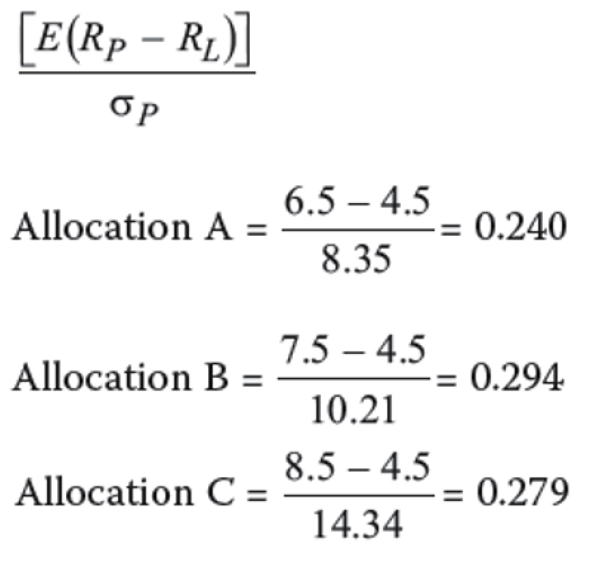 [E(R_P − R_L)]
σ_P
Allocation A = (6.5 – 4.5) / 8.35 = 0.240
Allocation B = (7.5 – 4.5) / 10.21 = 0.294
Allocation C = (8.5 – 4.5) / 14.34 = 0.279